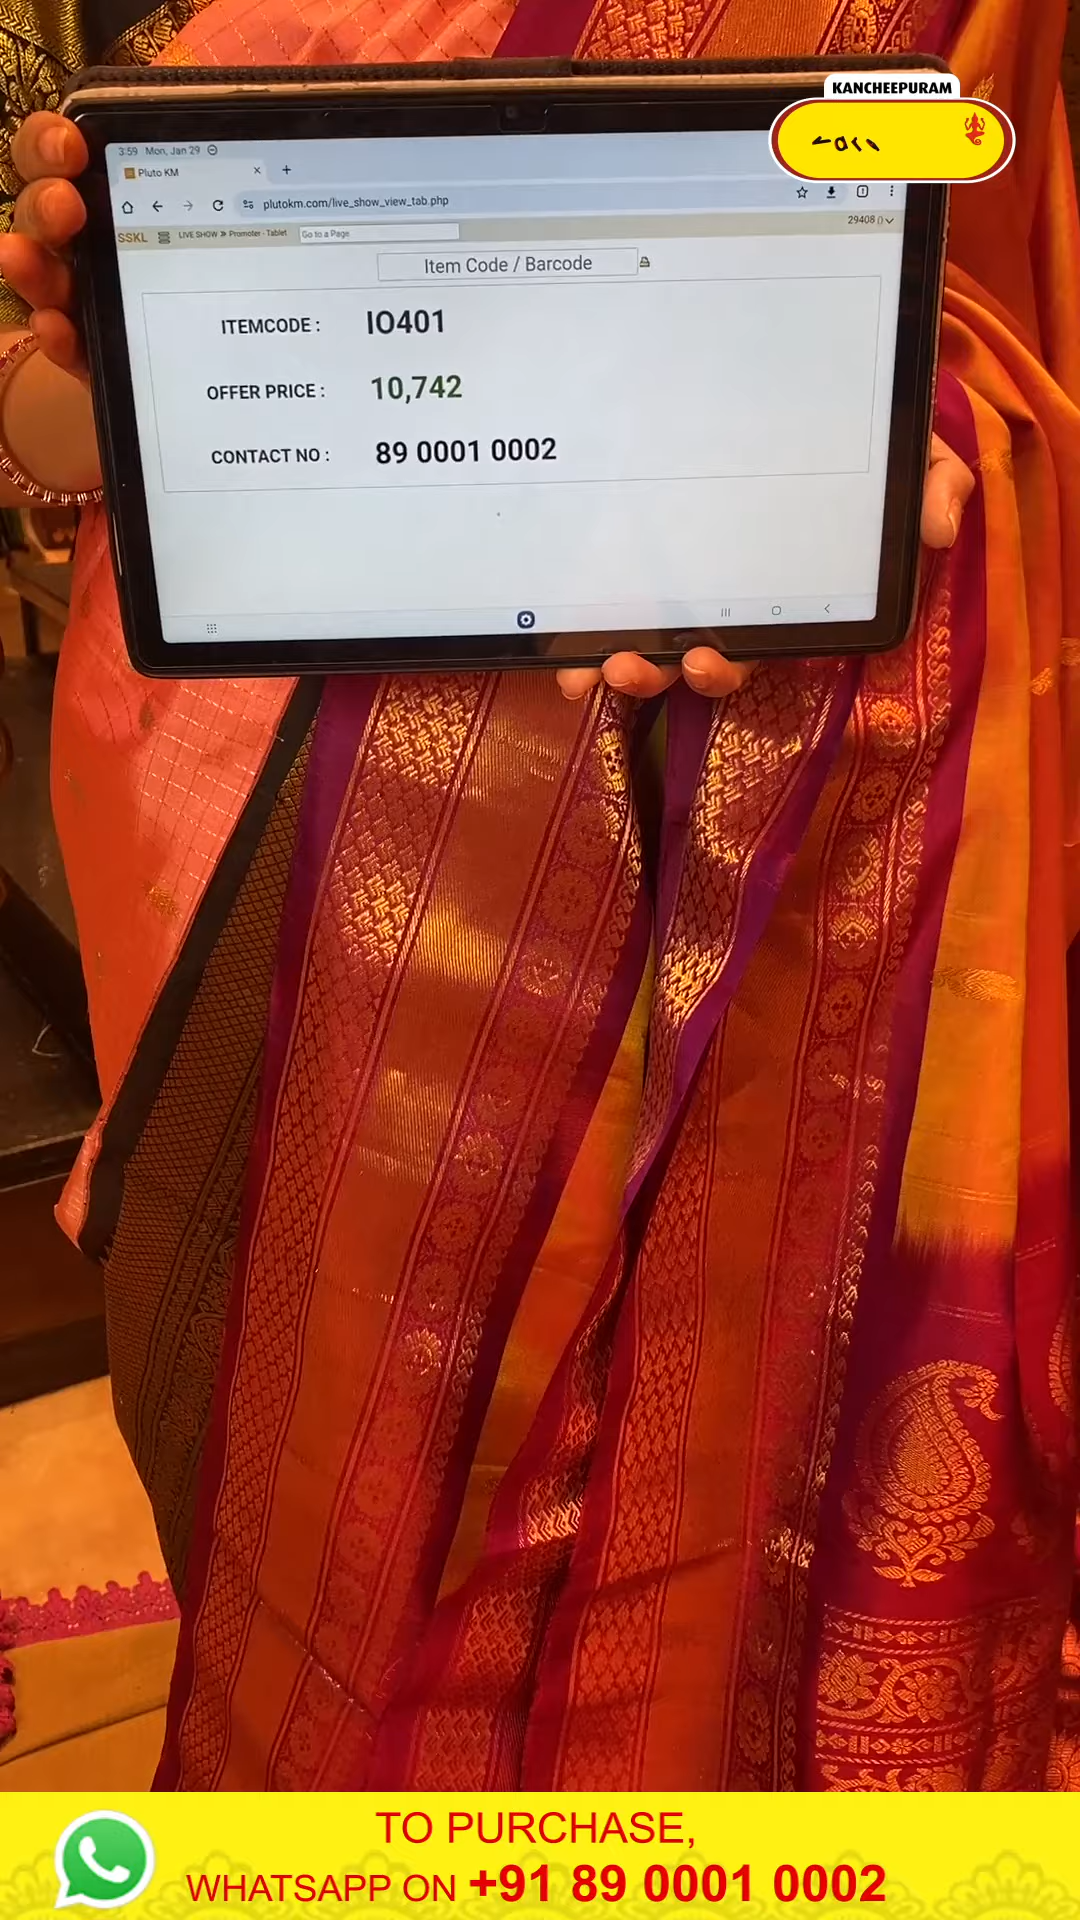 KANCHEEPURAM
3:59 Mon, Jan 29
Pluto KM
plutokm.com/live_show_view_tab.php
SSKL LIVE SHOW » Promoter - Tablet Go to a Page 29408 ()
Item Code / Barcode
ITEMCODE : IO401
OFFER PRICE : 10,742
CONTACT NO : 89 0001 0002
TO PURCHASE,
WHATSAPP ON +91 89 0001 0002